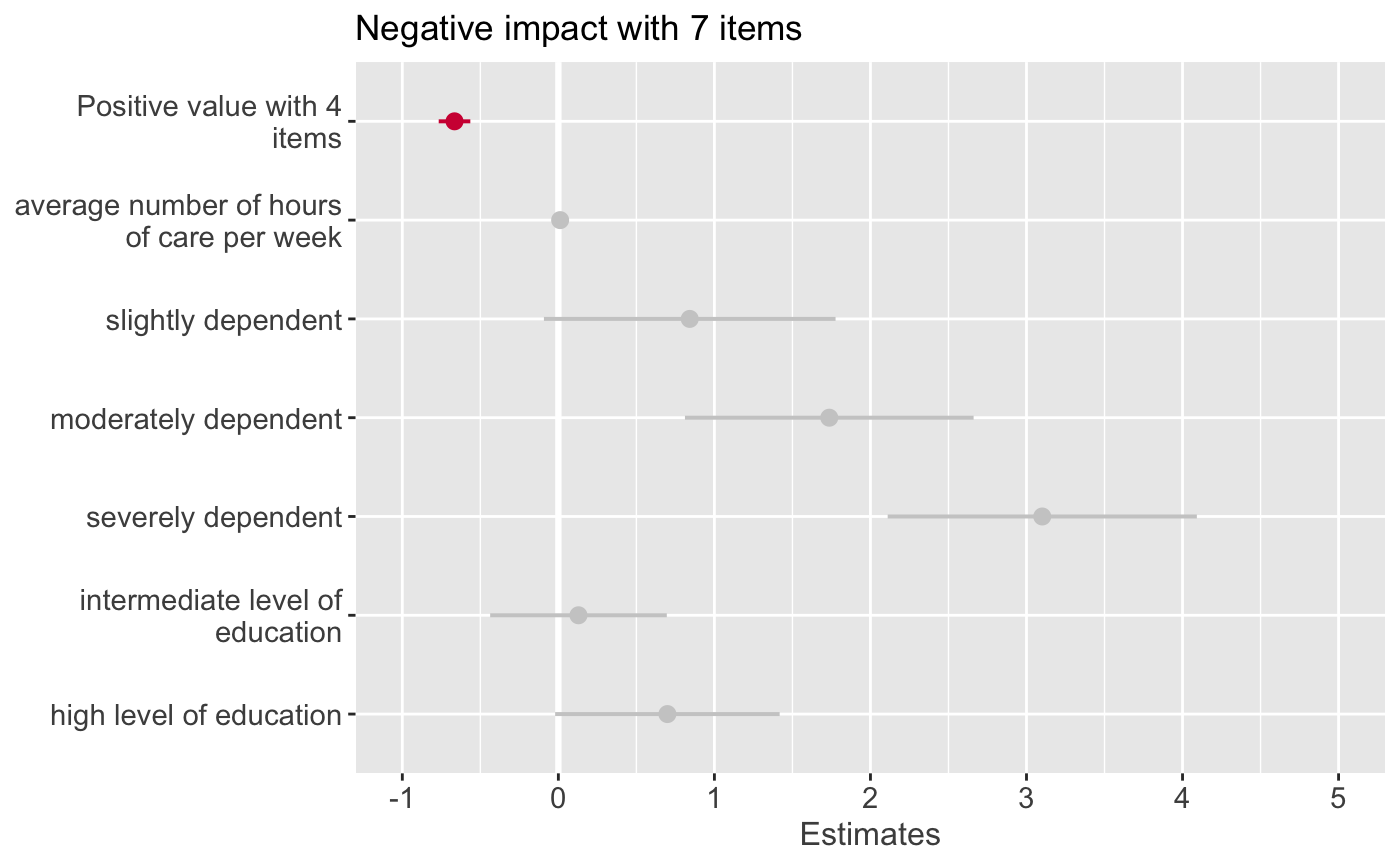 Negative impact with 7 items
Positive value with 4
items
average number of hours
of care per week
slightly dependent
moderately dependent
severely dependent
intermediate level of
education
high level of education
-1 0 1 2 3 4 5
Estimates